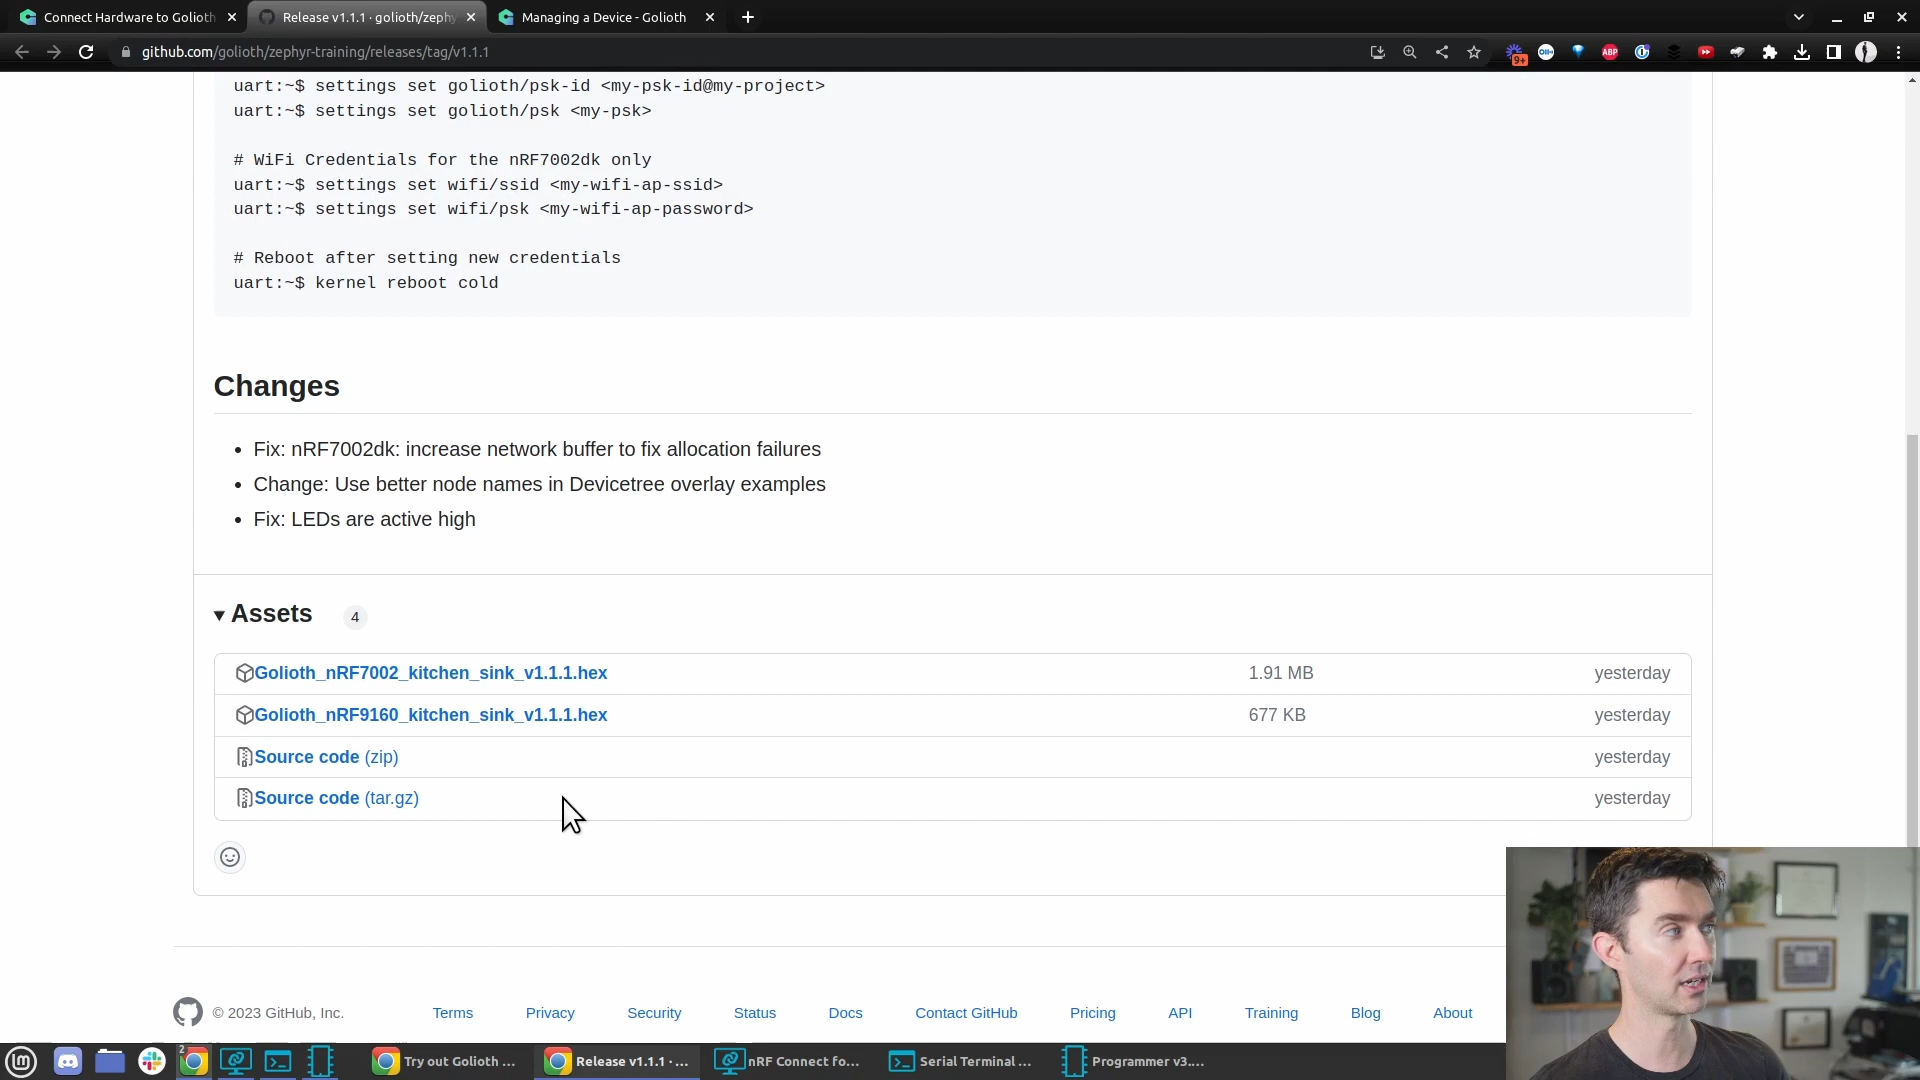 Connect Hardware to Golioth
Release v1.1.1 · golioth/zephy
Managing a Device - Golioth
github.com/golioth/zephyr-training/releases/tag/v1.1.1
9+
ABP
uart:~$ settings set golioth/psk-id <my-psk-id@my-project>
uart:~$ settings set golioth/psk <my-psk>
# WiFi Credentials for the nRF7002dk only
uart:~$ settings set wifi/ssid <my-wifi-ap-ssid>
uart:~$ settings set wifi/psk <my-wifi-ap-password>
# Reboot after setting new credentials
uart:~$ kernel reboot cold
Changes
• Fix: nRF7002dk: increase network buffer to fix allocation failures
• Change: Use better node names in Devicetree overlay examples
• Fix: LEDs are active high
Assets 4
Golioth_nRF7002_kitchen_sink_v1.1.1.hex 1.91 MB yesterday
Golioth_nRF9160_kitchen_sink_v1.1.1.hex 677 KB yesterday
Source code (zip) yesterday
Source code (tar.gz) yesterday
© 2023 GitHub, Inc. Terms Privacy Security Status Docs Contact GitHub Pricing API Training Blog About
2
Try out Golioth ...
Release v1.1.1 · ...
nRF Connect fo...
Serial Terminal ...
Programmer v3....